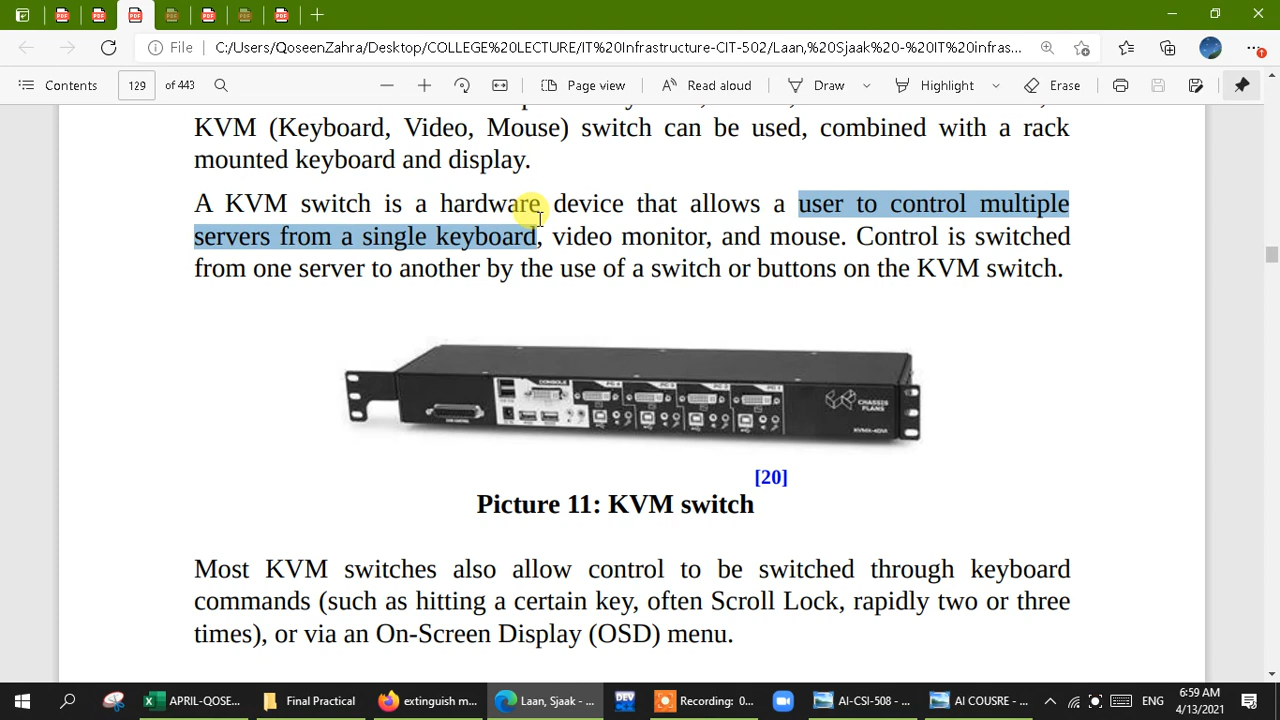 File
C:/Users/QoseenZahra/Desktop/COLLEGE%20LECTURE/IT%20Infrastructure-CIT-502/Laan,%20Sjaak%20-%20IT%20infras...
Contents
129 of 443
Page view
Read aloud
Draw
Highlight
Erase
KVM (Keyboard, Video, Mouse) switch can be used, combined with a rack
mounted keyboard and display.
A KVM switch is a hardware device that allows a user to control multiple
servers from a single keyboard, video monitor, and mouse. Control is switched
from one server to another by the use of a switch or buttons on the KVM switch.
CONSOLE
CHASSIS
PLANS
[20]
Picture 11: KVM switch
Most KVM switches also allow control to be switched through keyboard
commands (such as hitting a certain key, often Scroll Lock, rapidly two or three
times), or via an On-Screen Display (OSD) menu.
APRIL-QOSE...
Final Practical
extinguish m...
Laan, Sjaak - ...
DEV
Recording: 0...
AI-CSI-508 - ...
AI COUSRE - ...
ENG
6:59 AM
4/13/2021